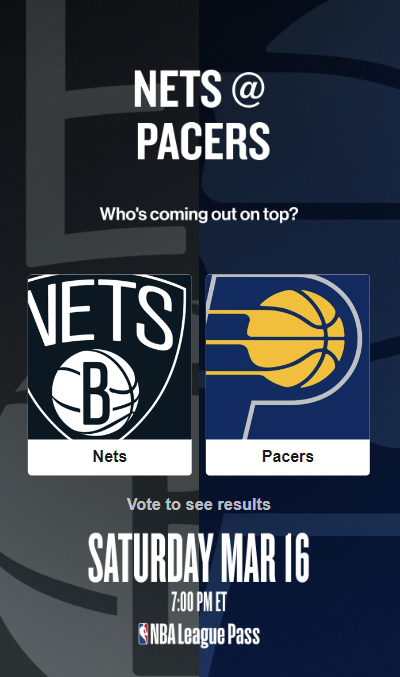 NETS @
PACERS
Who's coming out on top?
NETS
B
Nets
Pacers
Vote to see results
SATURDAY MAR 16
7:00 PM ET
NBA League Pass